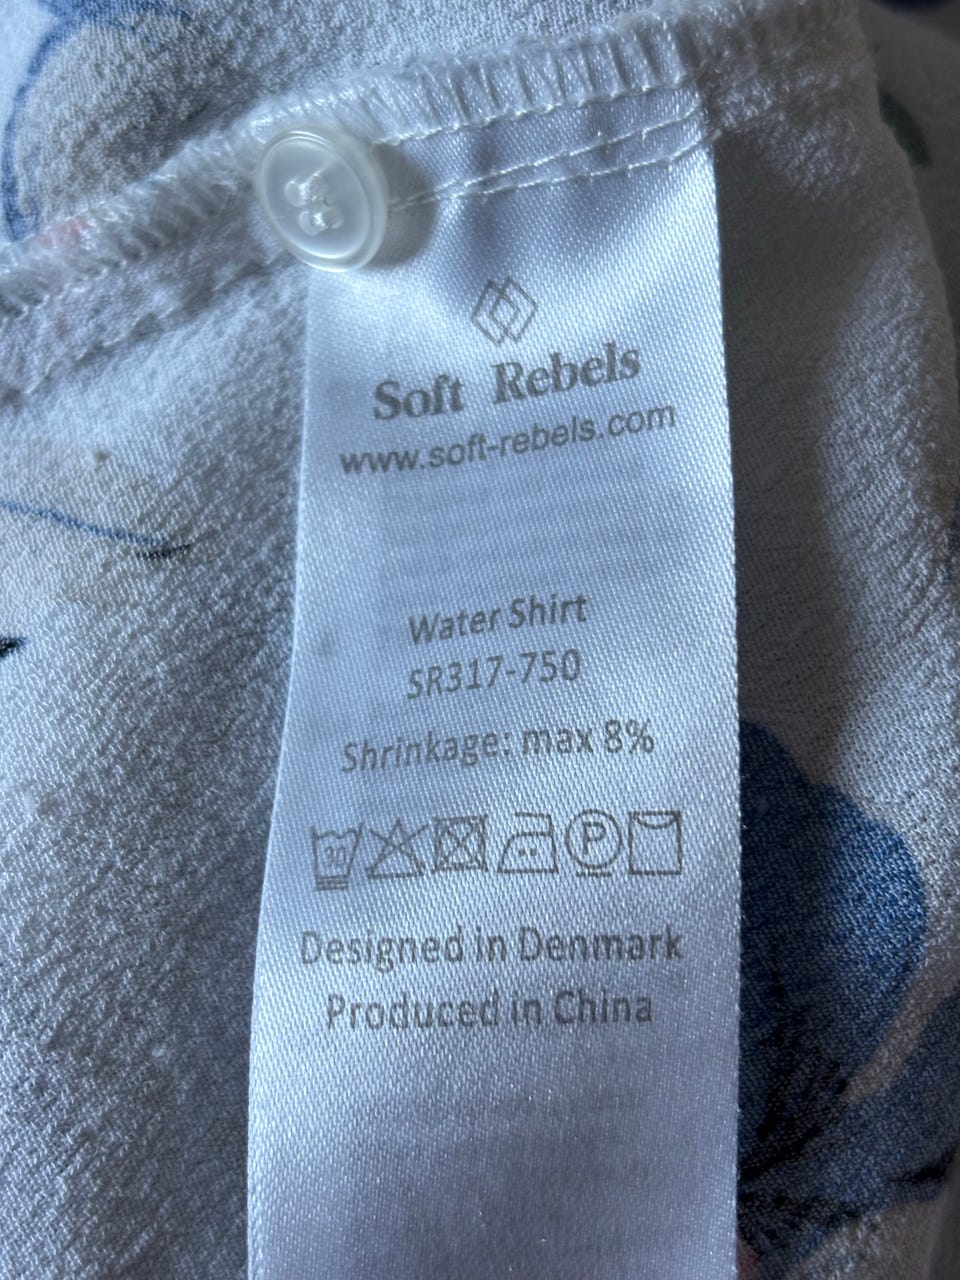 Soft Rebels
www.soft-rebels.com
Water Shirt
SR317-750
Shrinkage: max 8%
30 P
Designed in Denmark
Produced in China